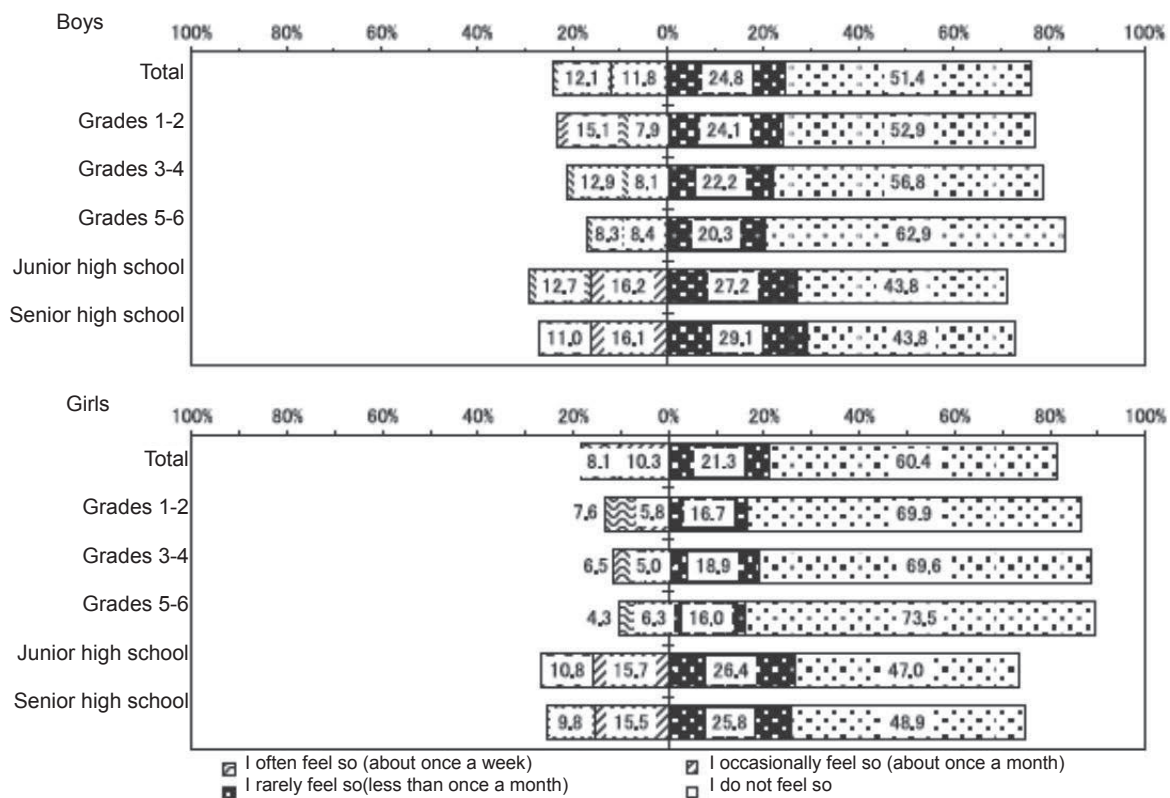 Boys
100% 80% 60% 40% 20% 0% 20% 40% 60% 80% 100%
Total 12.1 11.8 24.8 51.4
Grades 1-2 15.1 7.9 24.1 52.9
Grades 3-4 12.9 8.1 22.2 56.8
Grades 5-6 8.3 8.4 20.3 62.9
Junior high school 12.7 16.2 27.2 43.8
Senior high school 11.0 16.1 29.1 43.8
Girls
100% 80% 60% 40% 20% 0% 20% 40% 60% 80% 100%
Total 8.1 10.3 21.3 60.4
Grades 1-2 7.6 5.8 16.7 69.9
Grades 3-4 6.5 5.0 18.9 69.6
Grades 5-6 4.3 6.3 16.0 73.5
Junior high school 10.8 15.7 26.4 47.0
Senior high school 9.8 15.5 25.8 48.9
I often feel so (about once a week) I occasionally feel so (about once a month)
I rarely feel so(less than once a month) I do not feel so